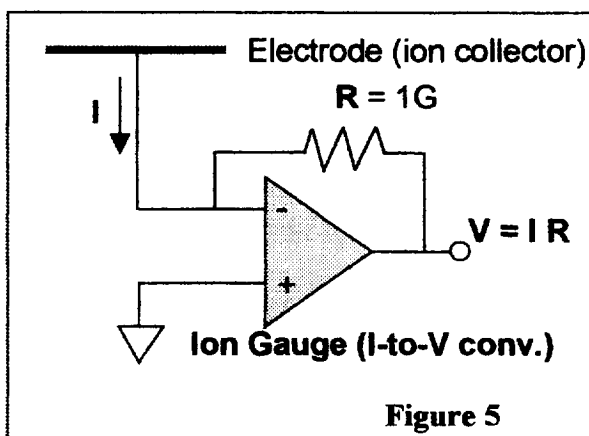 Electrode (ion collector)
R = 1G
I
-
V = I R
+
Ion Gauge (I-to-V conv.)
Figure 5